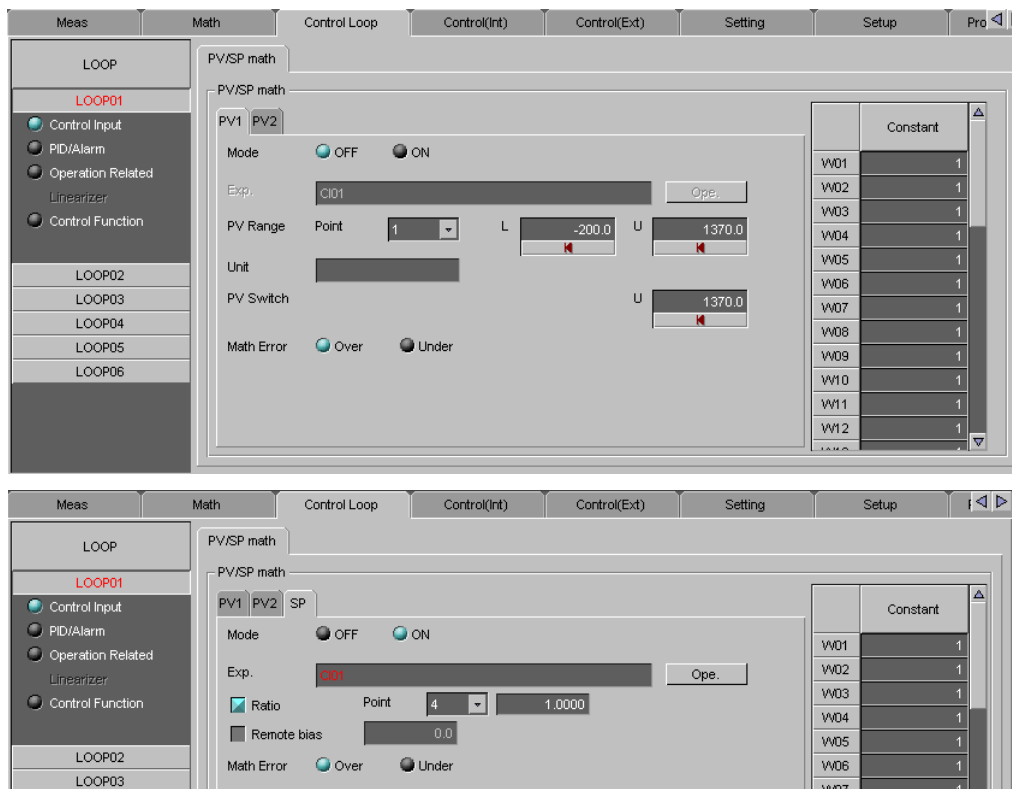 Meas Math Control Loop Control(Int) Control(Ext) Setting Setup Pro
LOOP
PV/SP math
LOOP01
PV/SP math
Control Input
PID/Alarm
Operation Related
Linearizer
Control Function
LOOP02
LOOP03
LOOP04
LOOP05
LOOP06
PV1 PV2
Mode OFF ON
Exp. CI01 Ope.
PV Range Point 1 L -200.0 U 1370.0
Unit
PV Switch U 1370.0
Math Error Over Under
Constant
W01 1
W02 1
W03 1
W04 1
W05 1
W06 1
W07 1
W08 1
W09 1
W10 1
W11 1
W12 1
Meas Math Control Loop Control(Int) Control(Ext) Setting Setup
LOOP
PV/SP math
LOOP01
PV/SP math
Control Input
PID/Alarm
Operation Related
Linearizer
Control Function
LOOP02
LOOP03
PV1 PV2 SP
Mode OFF ON
Exp. CI01 Ope.
Ratio Point 4 1.0000
Remote bias 0.0
Math Error Over Under
Constant
W01 1
W02 1
W03 1
W04 1
W05 1
W06 1